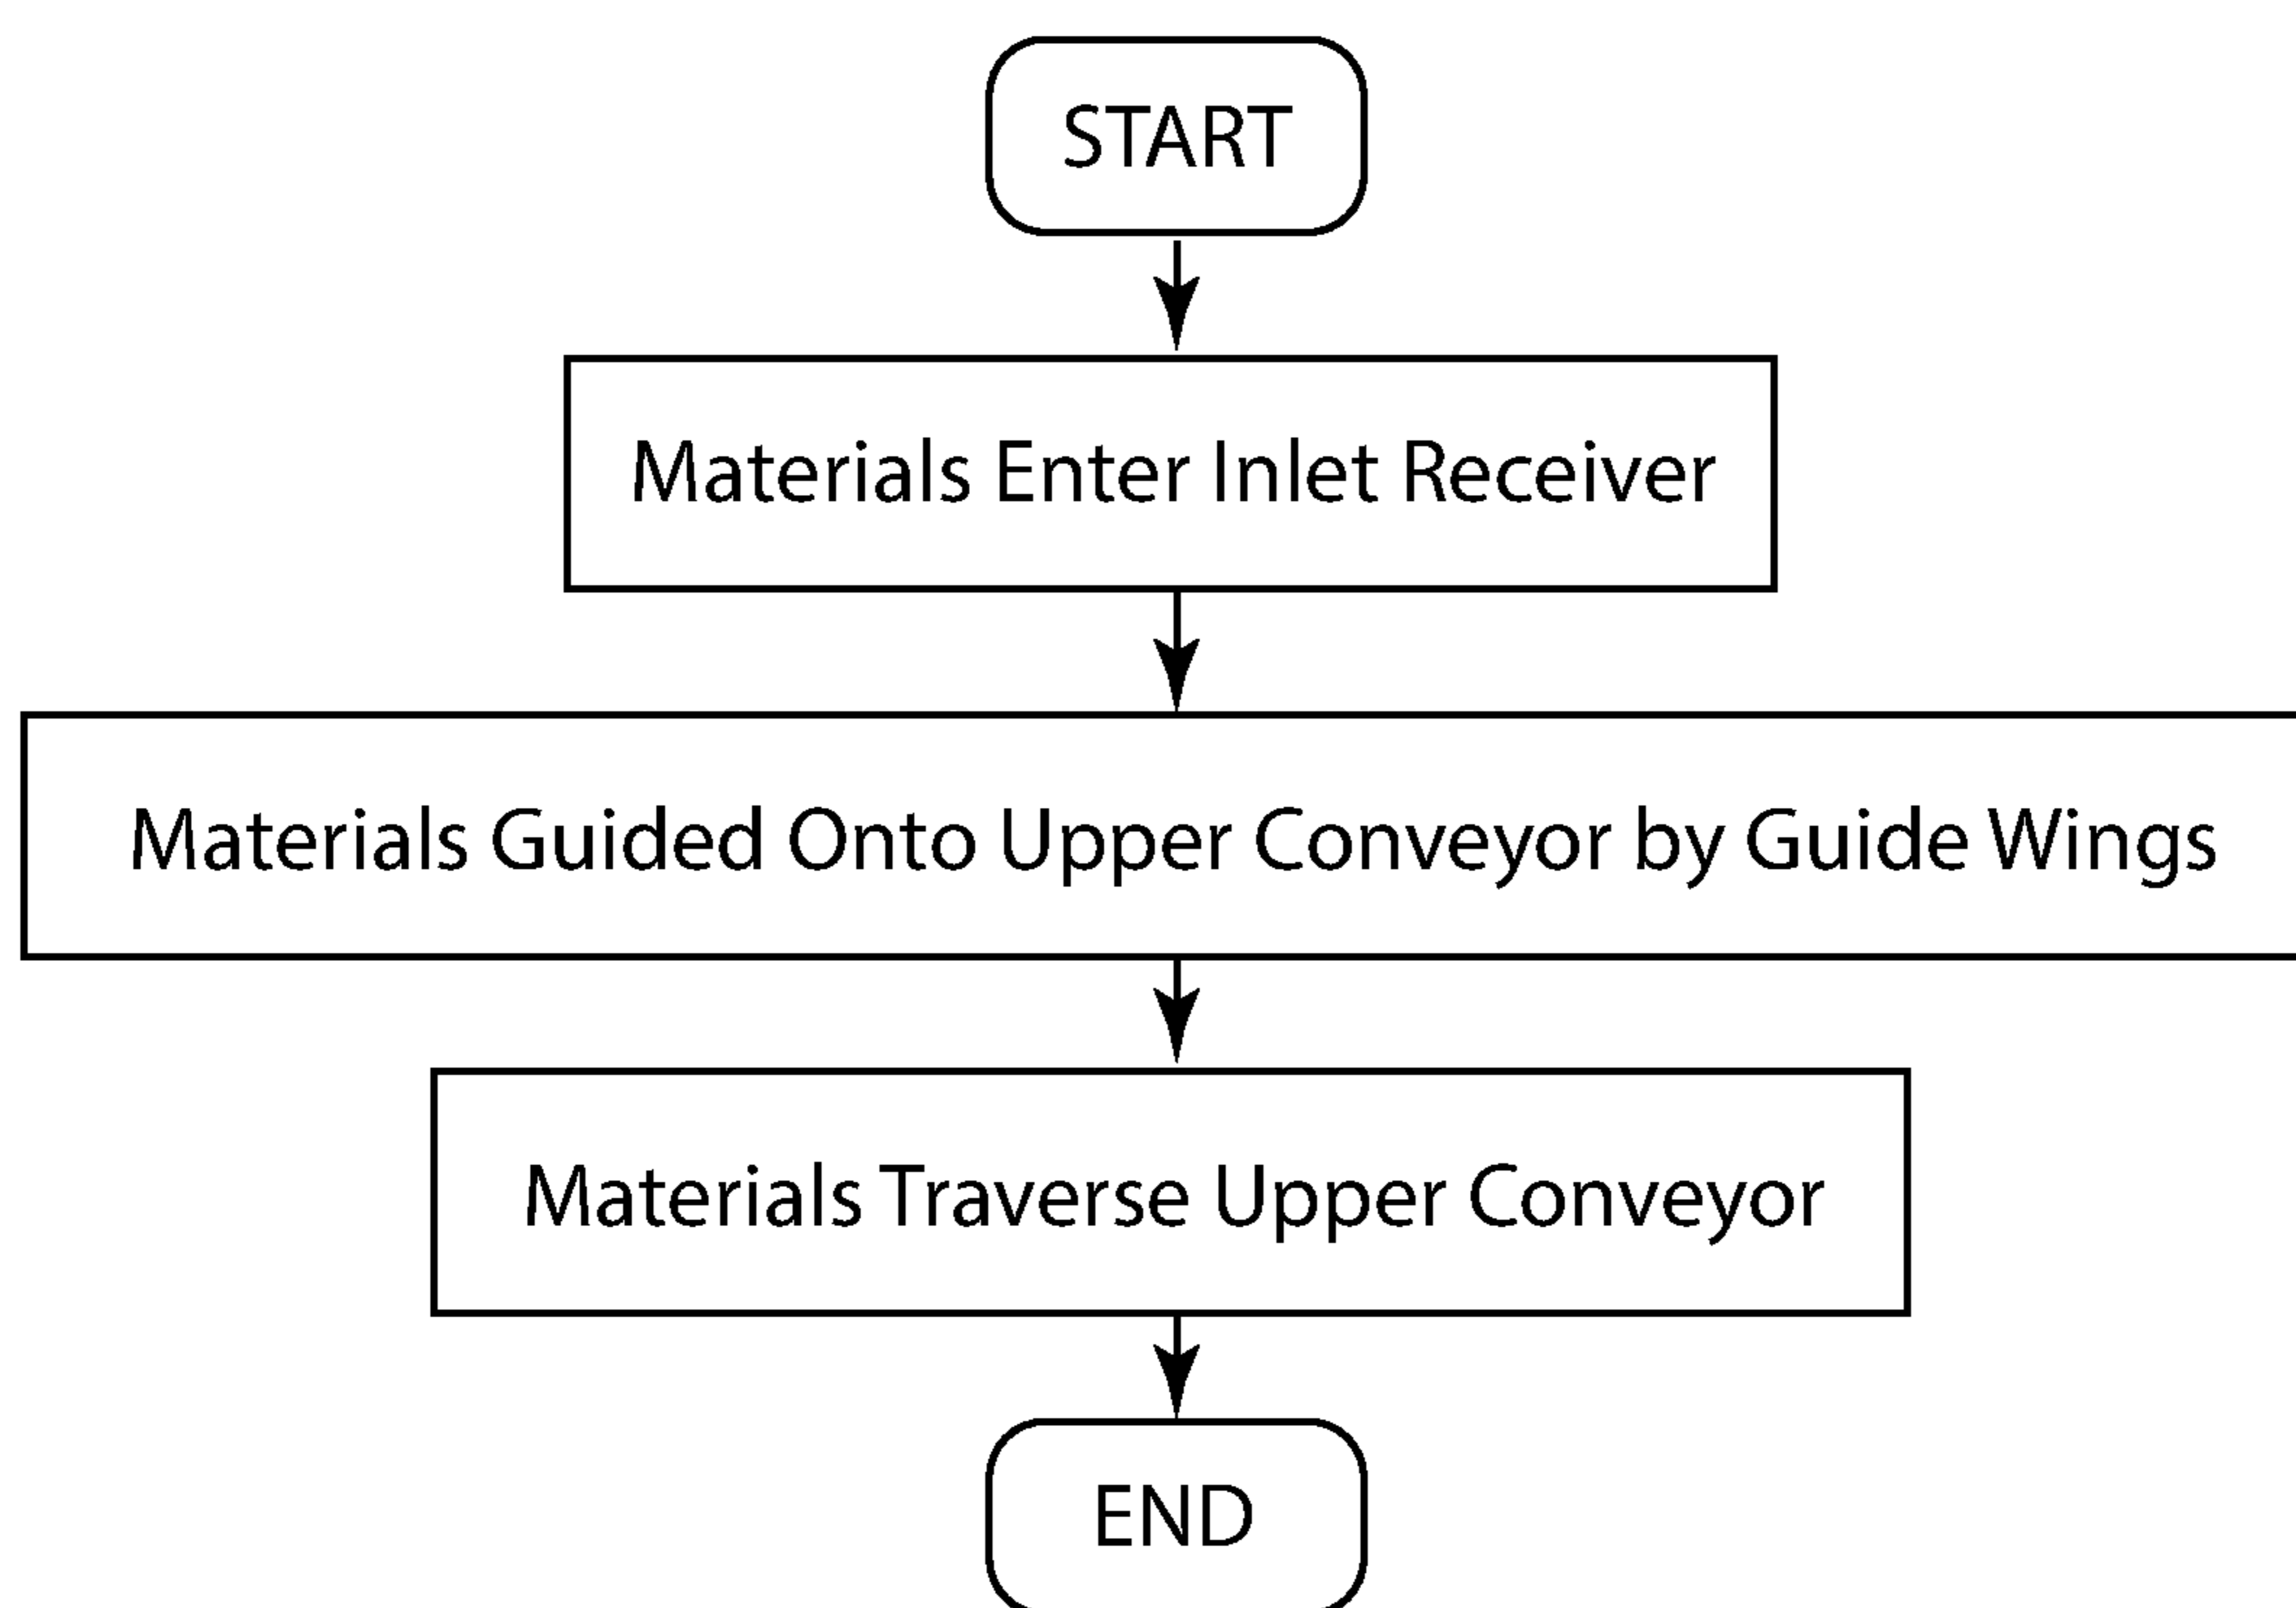 START
Materials Enter Inlet Receiver
Materials Guided Onto Upper Conveyor by Guide Wings
Materials Traverse Upper Conveyor
END